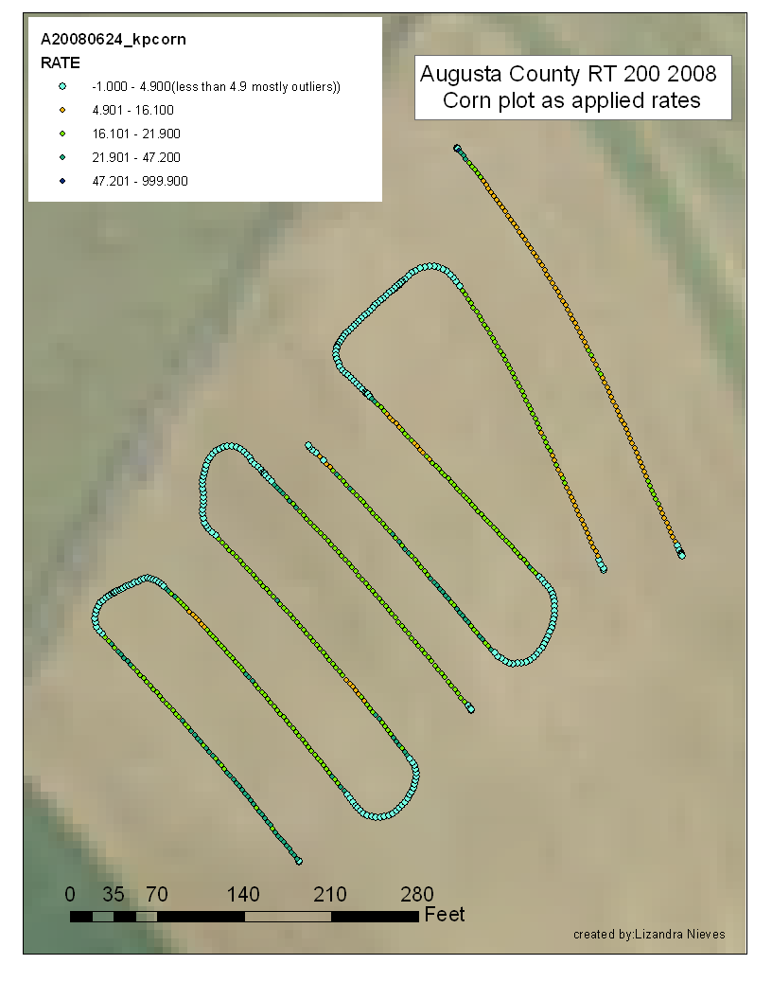 A20080624_kpcorn
RATE
-1.000 - 4.900(less than 4.9 mostly outliers))
4.901 - 16.100
16.101 - 21.900
21.901 - 47.200
47.201 - 999.900
Augusta County RT 200 2008
Corn plot as applied rates
0 35 70 140 210 280
Feet
created by:Lizandra Nieves